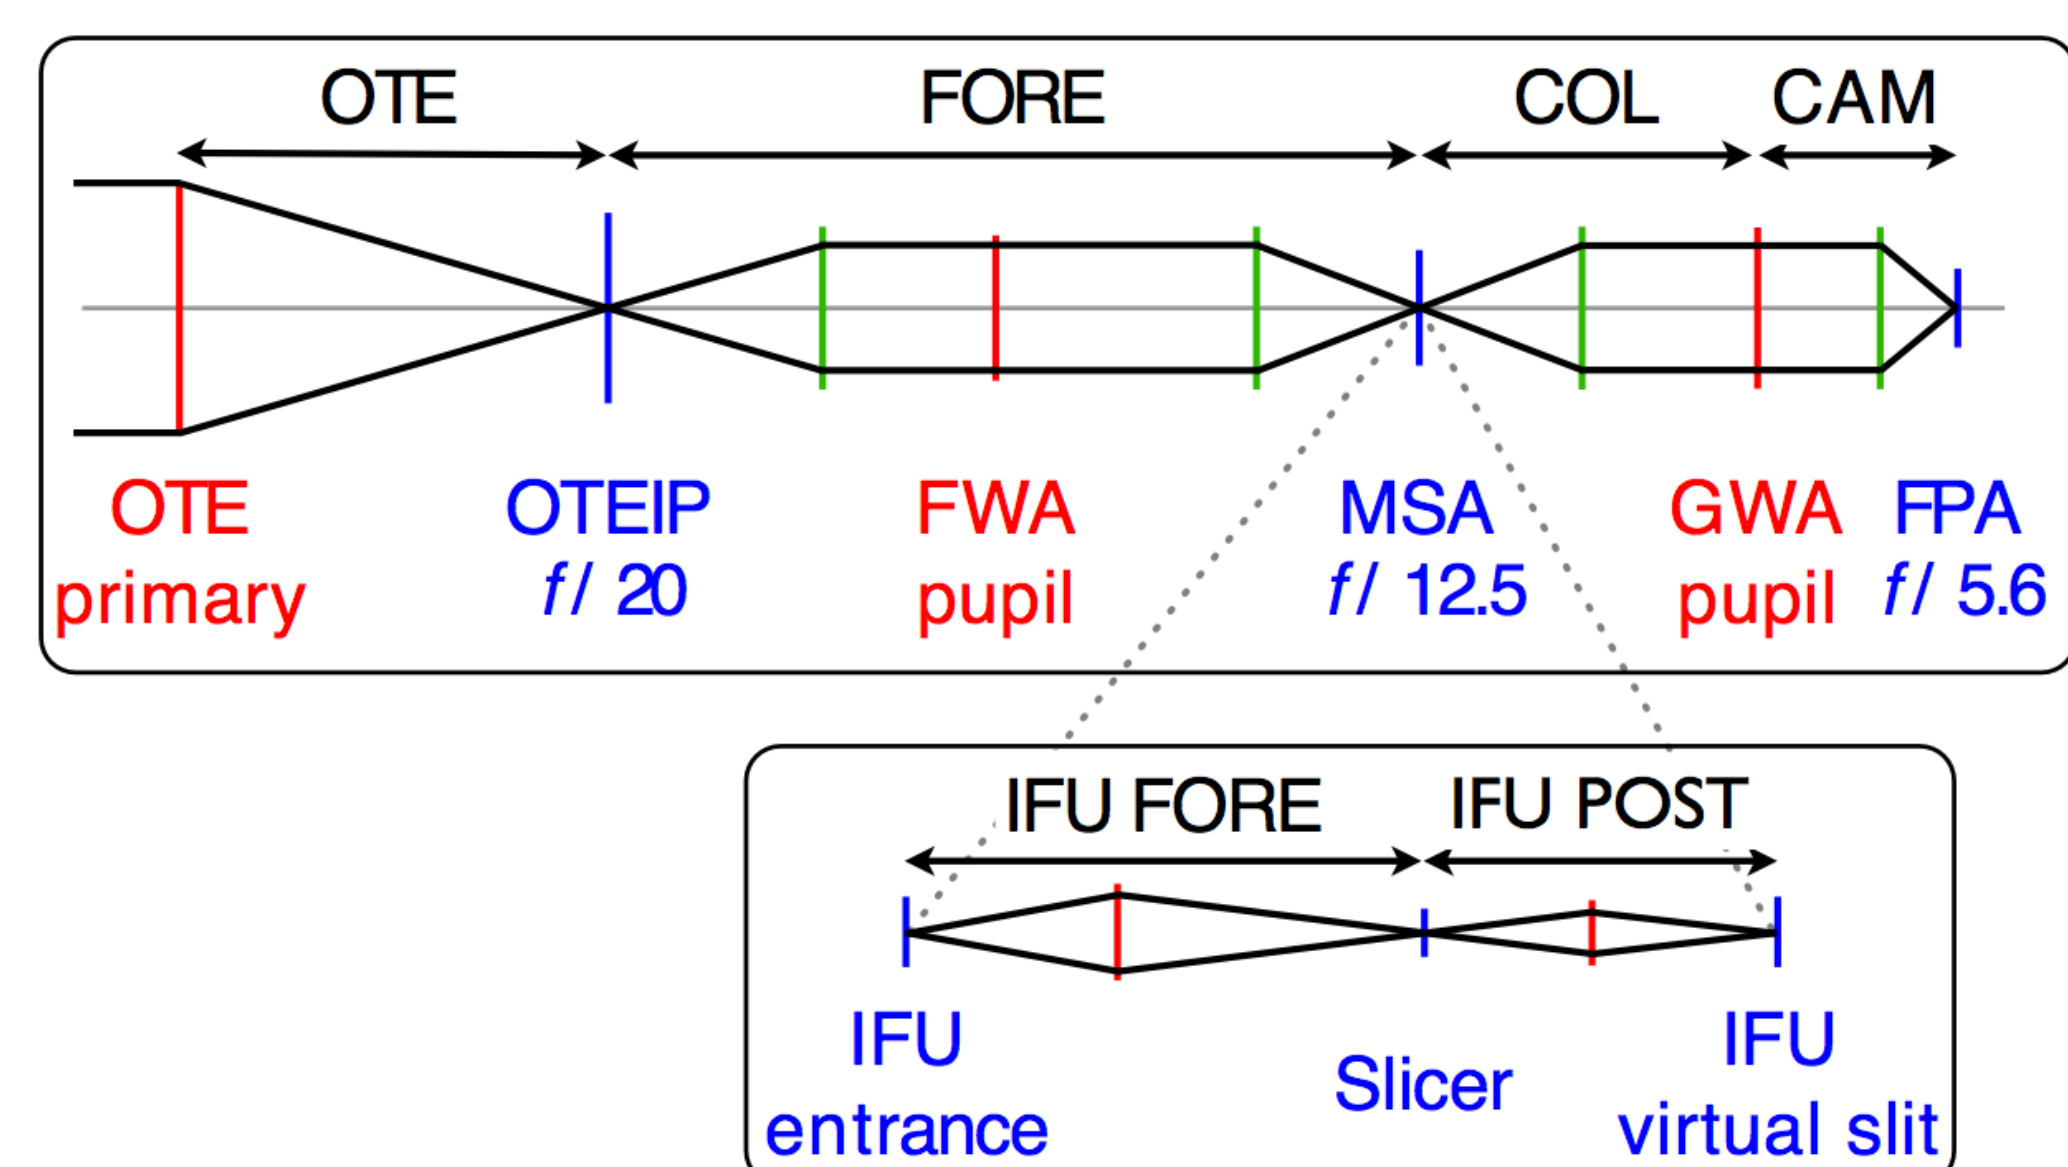 OTE FORE COL CAM
OTE OTEIP FWA MSA GWA FPA
primary f/ 20 pupil f/ 12.5 pupil f/ 5.6
IFU FORE IFU POST
IFU Slicer IFU
entrance virtual slit